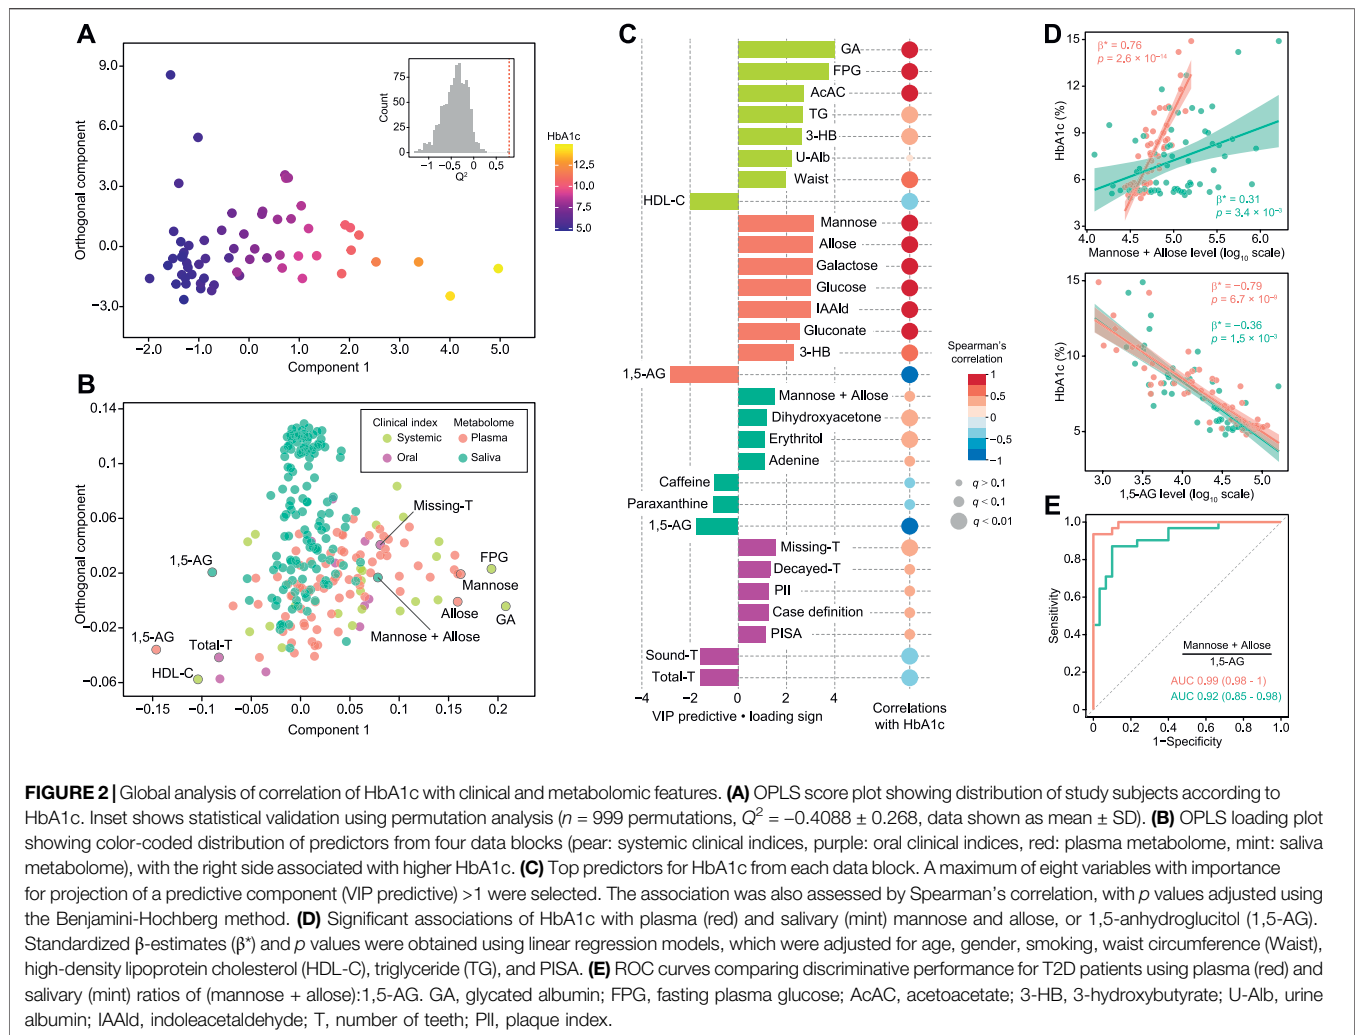 A
9.0
6.0
3.0
0.0
−3.0
Orthogonal component
−2.0 −1.0 0.0 1.0 2.0 3.0 4.0 5.0
Component 1
75
50
25
0
Count
−1 −0.5 0 0.5
Q²
HbA1c
12.5
10.0
7.5
5.0
B
0.14
0.10
0.06
0.02
−0.02
−0.06
Orthogonal component
−0.15 −0.1 −0.05 0.0 0.05 0.1 0.15 0.2
Component 1
Clinical index Metabolome
Systemic Plasma
Oral Saliva
Missing-T
1,5-AG
FPG
Mannose
Allose
GA
Mannose + Allose
1,5-AG
Total-T
HDL-C
C
−4 −2 0 2 4
GA
FPG
AcAC
TG
3-HB
U-Alb
Waist
HDL-C
Mannose
Allose
Galactose
Glucose
IAAld
Gluconate
3-HB
1,5-AG
Mannose + Allose
Dihydroxyacetone
Erythritol
Adenine
Caffeine
Paraxanthine
1,5-AG
Missing-T
Decayed-T
PlI
Case definition
PISA
Sound-T
Total-T
−4 −2 0 2 4
VIP predictive • loading sign
Correlations
with HbA1c
Spearman's
correlation
1
0.5
0
−0.5
−1
q > 0.1
q < 0.1
q < 0.01
D
15
12
9
6
3
HbA1c (%)
β* = 0.76
p = 2.6 × 10⁻¹⁴
β* = 0.31
p = 3.4 × 10⁻³
4.0 4.5 5.0 5.5 6.0
Mannose + Allose level (log₁₀ scale)
15
10
5
HbA1c (%)
β* = −0.79
p = 6.7 × 10⁻⁹
β* = −0.36
p = 1.5 × 10⁻³
3.0 3.5 4.0 4.5 5.0
1,5-AG level (log₁₀ scale)
E
1.0
0.8
0.6
0.4
0.2
0
Sensitivity
Mannose + Allose
1,5-AG
AUC 0.99 (0.98 - 1)
AUC 0.92 (0.85 - 0.98)
0 0.2 0.4 0.6 0.8 1.0
1−Specificity
FIGURE 2 | Global analysis of correlation of HbA1c with clinical and metabolomic features. (A) OPLS score plot showing distribution of study subjects according to
HbA1c. Inset shows statistical validation using permutation analysis (n = 999 permutations, Q² = −0.4088 ± 0.268, data shown as mean ± SD). (B) OPLS loading plot
showing color-coded distribution of predictors from four data blocks (pear: systemic clinical indices, purple: oral clinical indices, red: plasma metabolome, mint: saliva
metabolome), with the right side associated with higher HbA1c. (C) Top predictors for HbA1c from each data block. A maximum of eight variables with importance
for projection of a predictive component (VIP predictive) >1 were selected. The association was also assessed by Spearman's correlation, with p values adjusted using
the Benjamini-Hochberg method. (D) Significant associations of HbA1c with plasma (red) and salivary (mint) mannose and allose, or 1,5-anhydroglucitol (1,5-AG).
Standardized β-estimates (β*) and p values were obtained using linear regression models, which were adjusted for age, gender, smoking, waist circumference (Waist),
high-density lipoprotein cholesterol (HDL-C), triglyceride (TG), and PISA. (E) ROC curves comparing discriminative performance for T2D patients using plasma (red) and
salivary (mint) ratios of (mannose + allose):1,5-AG. GA, glycated albumin; FPG, fasting plasma glucose; AcAC, acetoacetate; 3-HB, 3-hydroxybutyrate; U-Alb, urine
albumin; IAAld, indoleacetaldehyde; T, number of teeth; PlI, plaque index.